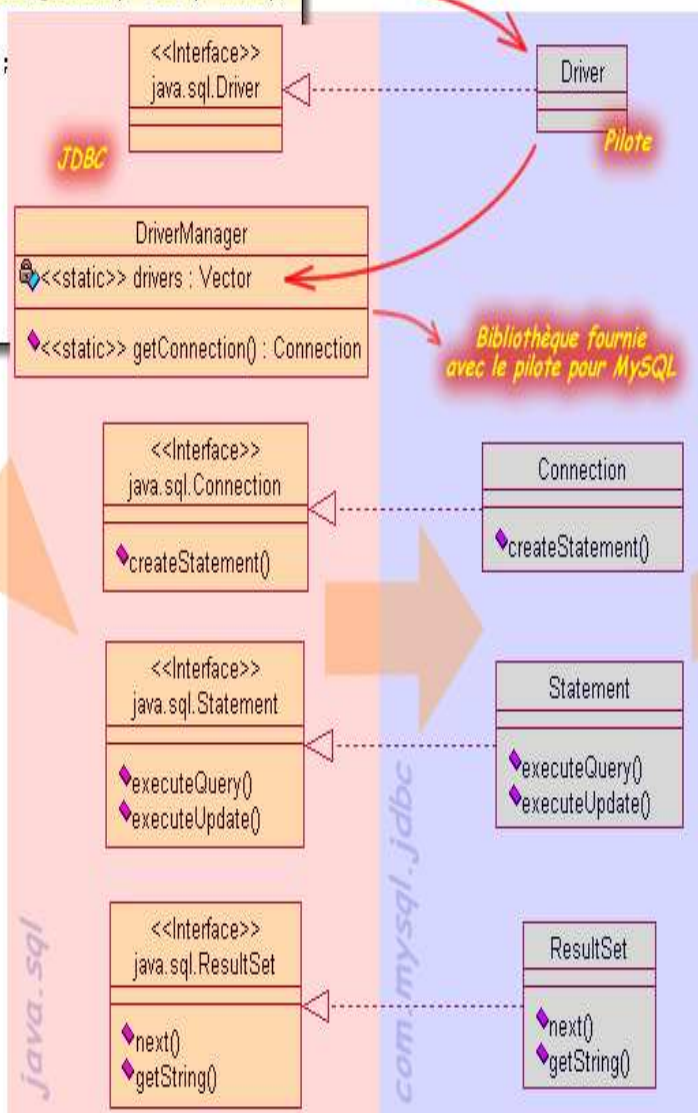 ;
<<Interface>>
java.sql.Driver
Driver
JDBC
Pilote
DriverManager
<<static>> drivers : Vector
<<static>> getConnection() : Connection
Bibliothèque fournie
avec le pilote pour MySQL
<<Interface>>
java.sql.Connection
createStatement()
Connection
createStatement()
<<Interface>>
java.sql.Statement
executeQuery()
executeUpdate()
Statement
executeQuery()
executeUpdate()
<<Interface>>
java.sql.ResultSet
next()
getString()
ResultSet
next()
getString()
java.sql
com.mysql.jdbc